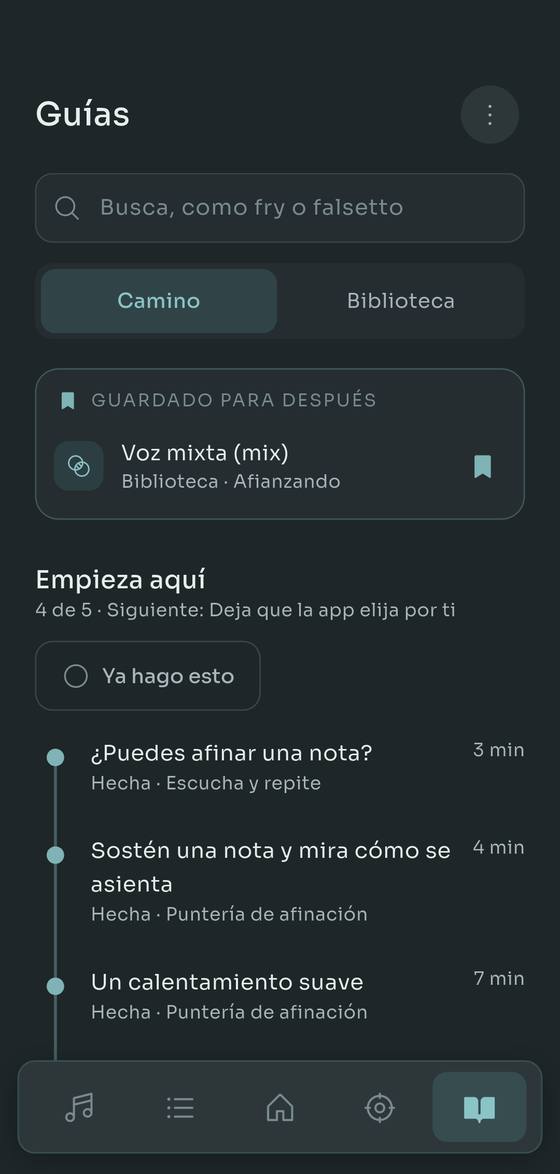 Guías
Busca, como fry o falsetto
Camino
Biblioteca
GUARDADO PARA DESPUÉS
Voz mixta (mix)
Biblioteca · Afianzando
Empieza aquí
4 de 5 · Siguiente: Deja que la app elija por ti
Ya hago esto
¿Puedes afinar una nota?
3 min
Hecha · Escucha y repite
Sostén una nota y mira cómo se
4 min
asienta
Hecha · Puntería de afinación
Un calentamiento suave
7 min
Hecha · Puntería de afinación